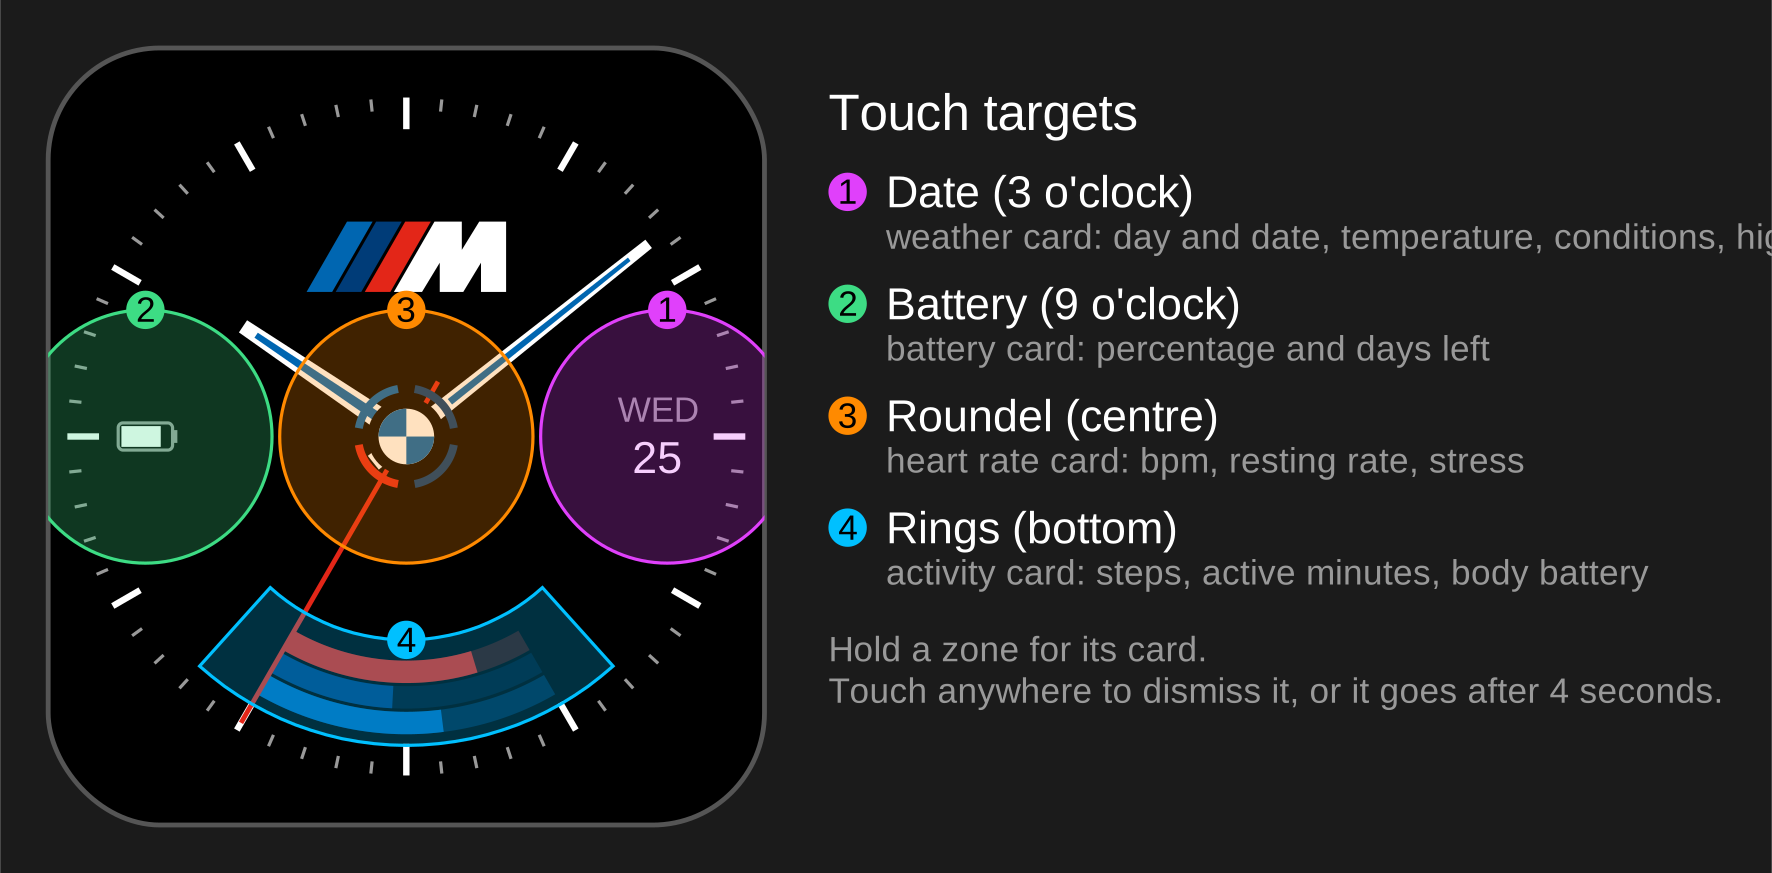 M
2
3
1
WED
25
4
Touch targets
1 Date (3 o'clock)
weather card: day and date, temperature, conditions, hig
2 Battery (9 o'clock)
battery card: percentage and days left
3 Roundel (centre)
heart rate card: bpm, resting rate, stress
4 Rings (bottom)
activity card: steps, active minutes, body battery
Hold a zone for its card.
Touch anywhere to dismiss it, or it goes after 4 seconds.